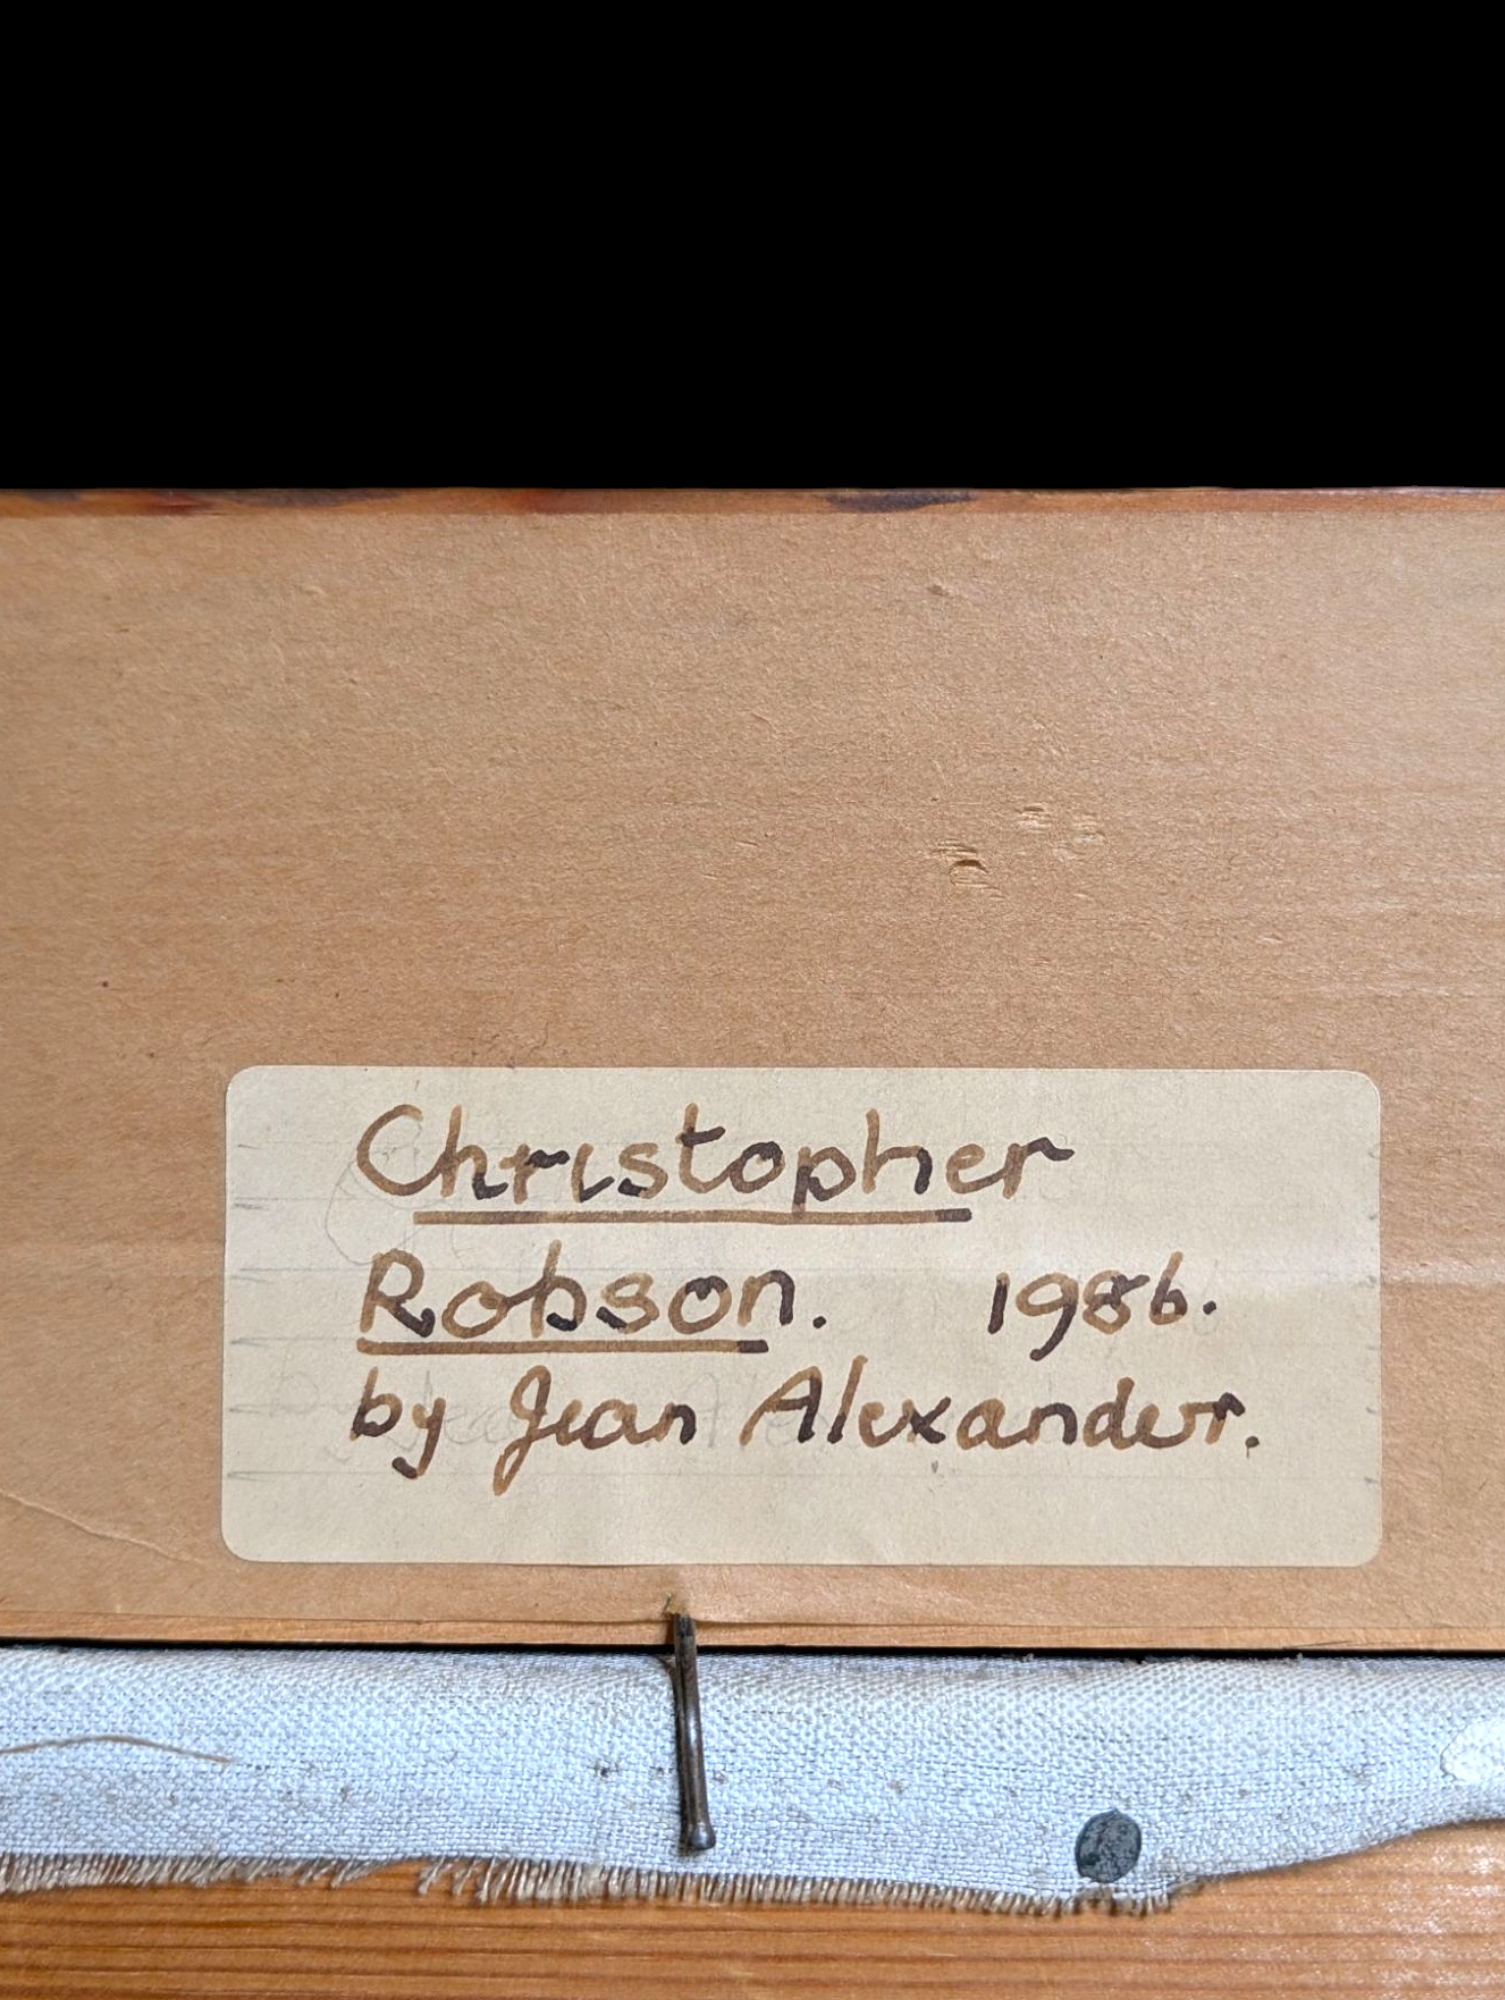 Christopher
Robson. 1986.
by Jean Alexander.